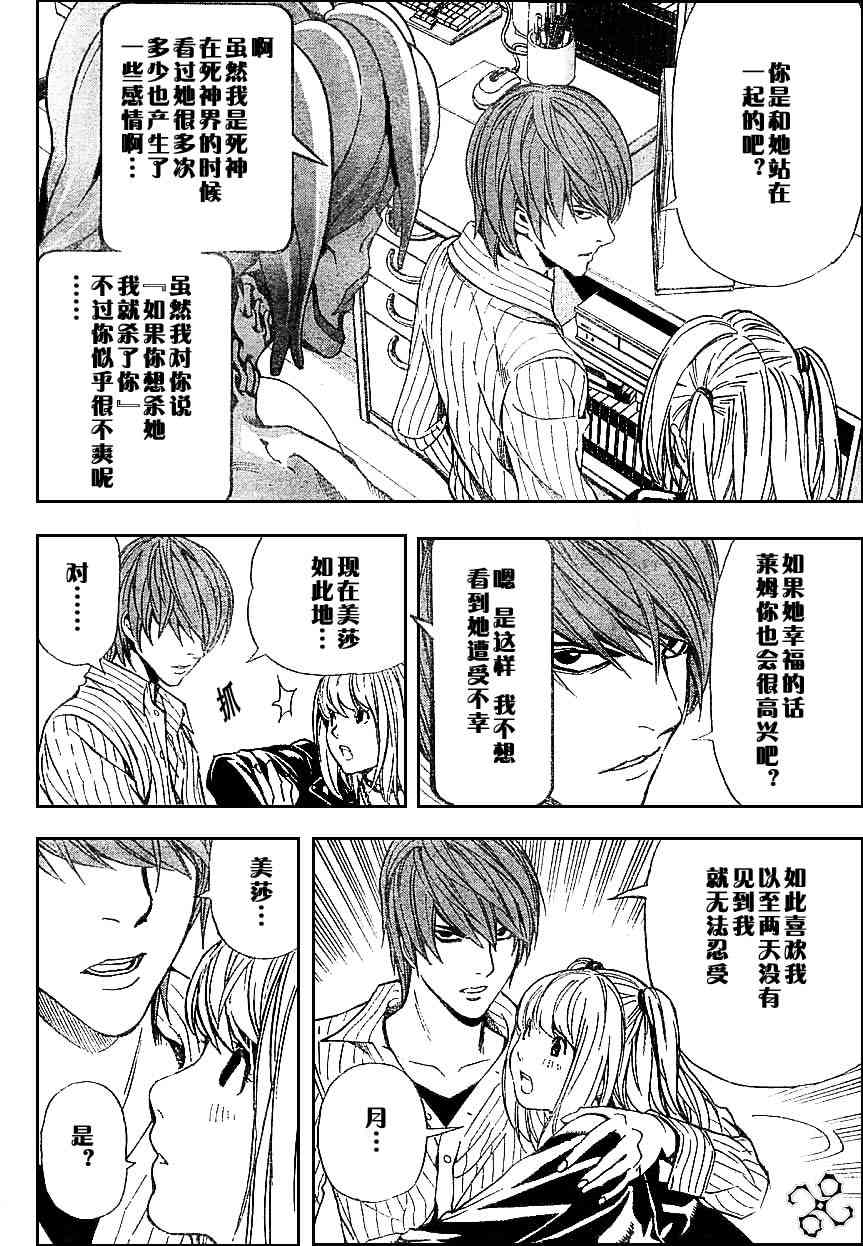 你是和她站在
一起的吧？
啊
虽然我是死神
在死神界的时候
看过她很多次
多少也产生了
一些感情啊…
虽然我对你说
『如果你想杀她
我就杀了你』
不过你似乎很不爽呢
……
如果她幸福的话
莱姆你也会很高兴吧？
嗯 是这样 我不想
看到她遭受不幸
现在美莎
如此地…
抓
对……
如此喜欢我
以至两天没有
见到我
就无法忍受
月…
美莎…
是？